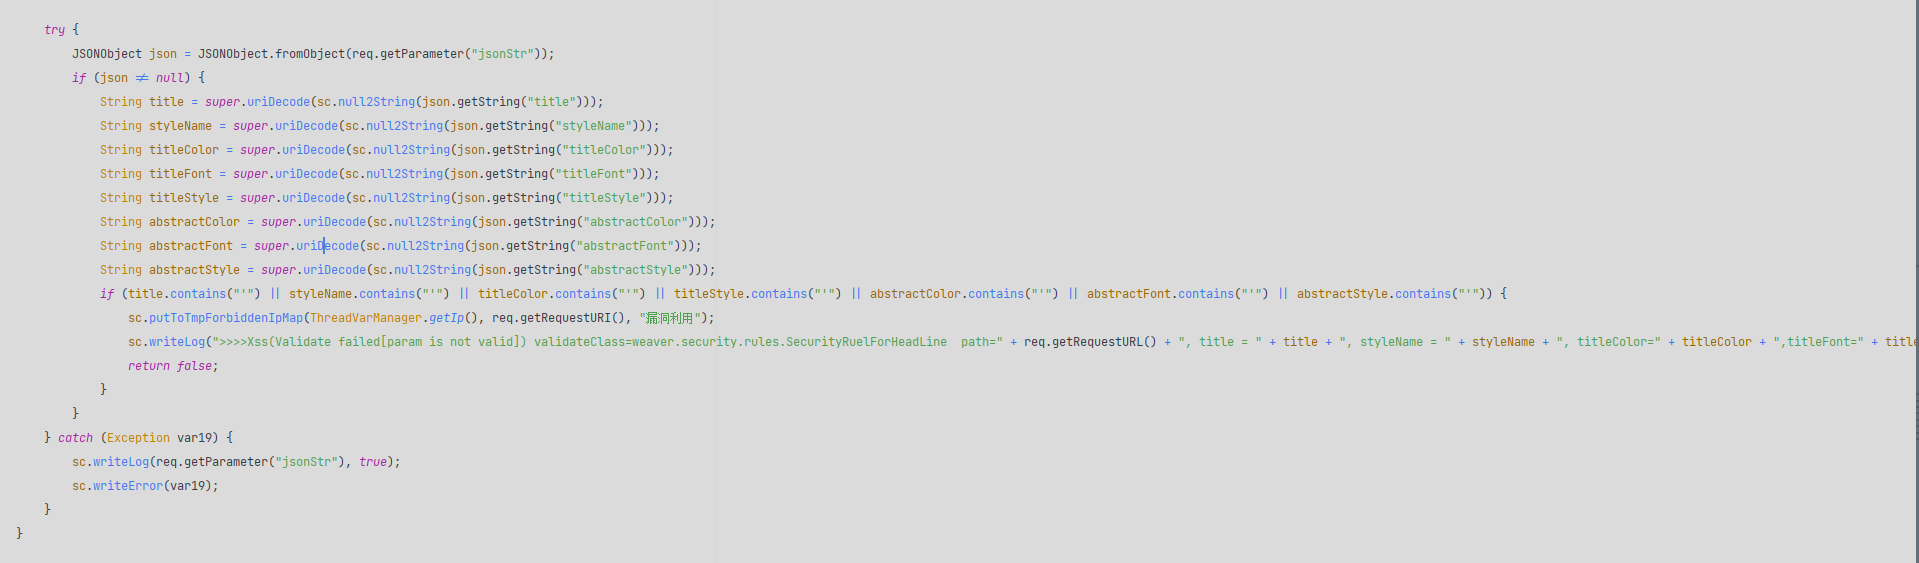 try {
JSONObject json = JSONObject.fromObject(req.getParameter("jsonStr"));
if (json ≠ null) {
String title = super.uriDecode(sc.null2String(json.getString("title")));
String styleName = super.uriDecode(sc.null2String(json.getString("styleName")));
String titleColor = super.uriDecode(sc.null2String(json.getString("titleColor")));
String titleFont = super.uriDecode(sc.null2String(json.getString("titleFont")));
String titleStyle = super.uriDecode(sc.null2String(json.getString("titleStyle")));
String abstractColor = super.uriDecode(sc.null2String(json.getString("abstractColor")));
String abstractFont = super.uriDecode(sc.null2String(json.getString("abstractFont")));
String abstractStyle = super.uriDecode(sc.null2String(json.getString("abstractStyle")));
if (title.contains("'") || styleName.contains("'") || titleColor.contains("'") || titleStyle.contains("'") || abstractColor.contains("'") || abstractFont.contains("'") || abstractStyle.contains("'")) {
sc.putToTmpForbiddenIpMap(ThreadVarManager.getIp(), req.getRequestURI(), "漏洞利用");
sc.writeLog(">>>>Xss(Validate failed[param is not valid]) validateClass=weaver.security.rules.SecurityRuelForHeadLine  path=" + req.getRequestURL() + ", title = " + title + ", styleName = " + styleName + ", titleColor=" + titleColor + ",titleFont=" + title
return false;
}
}
} catch (Exception var19) {
sc.writeLog(req.getParameter("jsonStr"), true);
sc.writeError(var19);
}
}